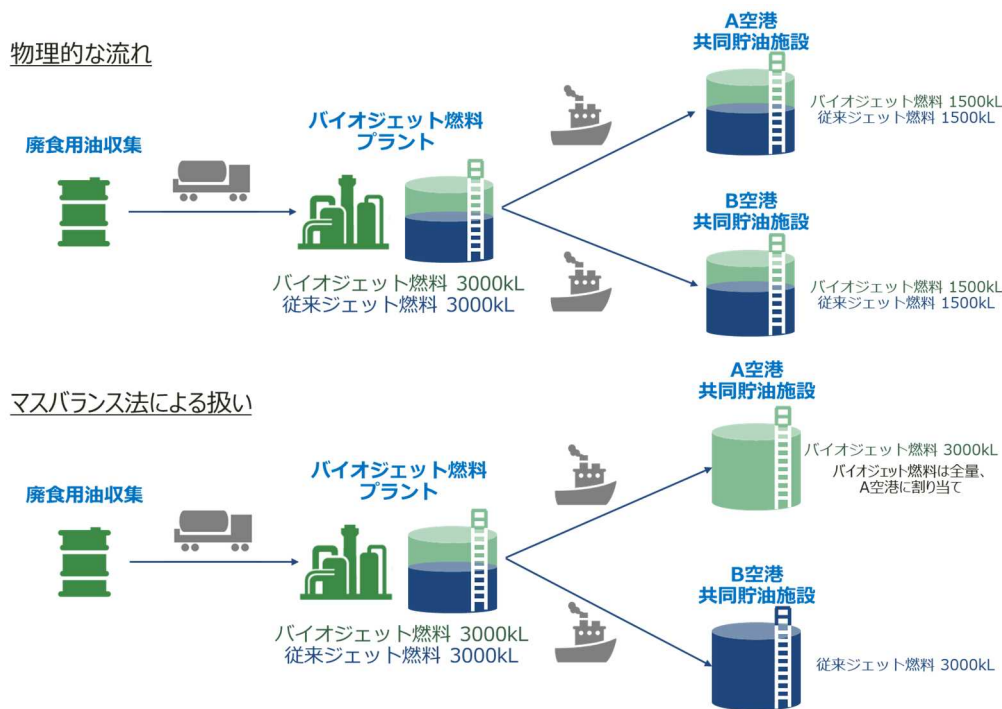 物理的な流れ
廃食用油収集
バイオジェット燃料
プラント
バイオジェット燃料 3000kL
従来ジェット燃料 3000kL
A空港
共同貯油施設
バイオジェット燃料 1500kL
従来ジェット燃料 1500kL
B空港
共同貯油施設
バイオジェット燃料 1500kL
従来ジェット燃料 1500kL
マスバランス法による扱い
廃食用油収集
バイオジェット燃料
プラント
バイオジェット燃料 3000kL
従来ジェット燃料 3000kL
A空港
共同貯油施設
バイオジェット燃料 3000kL
バイオジェット燃料は全量、
A空港に割り当て
B空港
共同貯油施設
従来ジェット燃料 3000kL